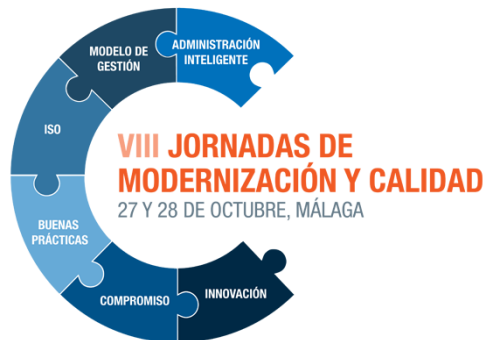 ADMINISTRACIÓN
INTELIGENTE
MODELO DE
GESTIÓN
ISO
BUENAS
PRÁCTICAS
COMPROMISO
INNOVACIÓN
VIII JORNADAS DE
MODERNIZACIÓN Y CALIDAD
27 Y 28 DE OCTUBRE, MÁLAGA